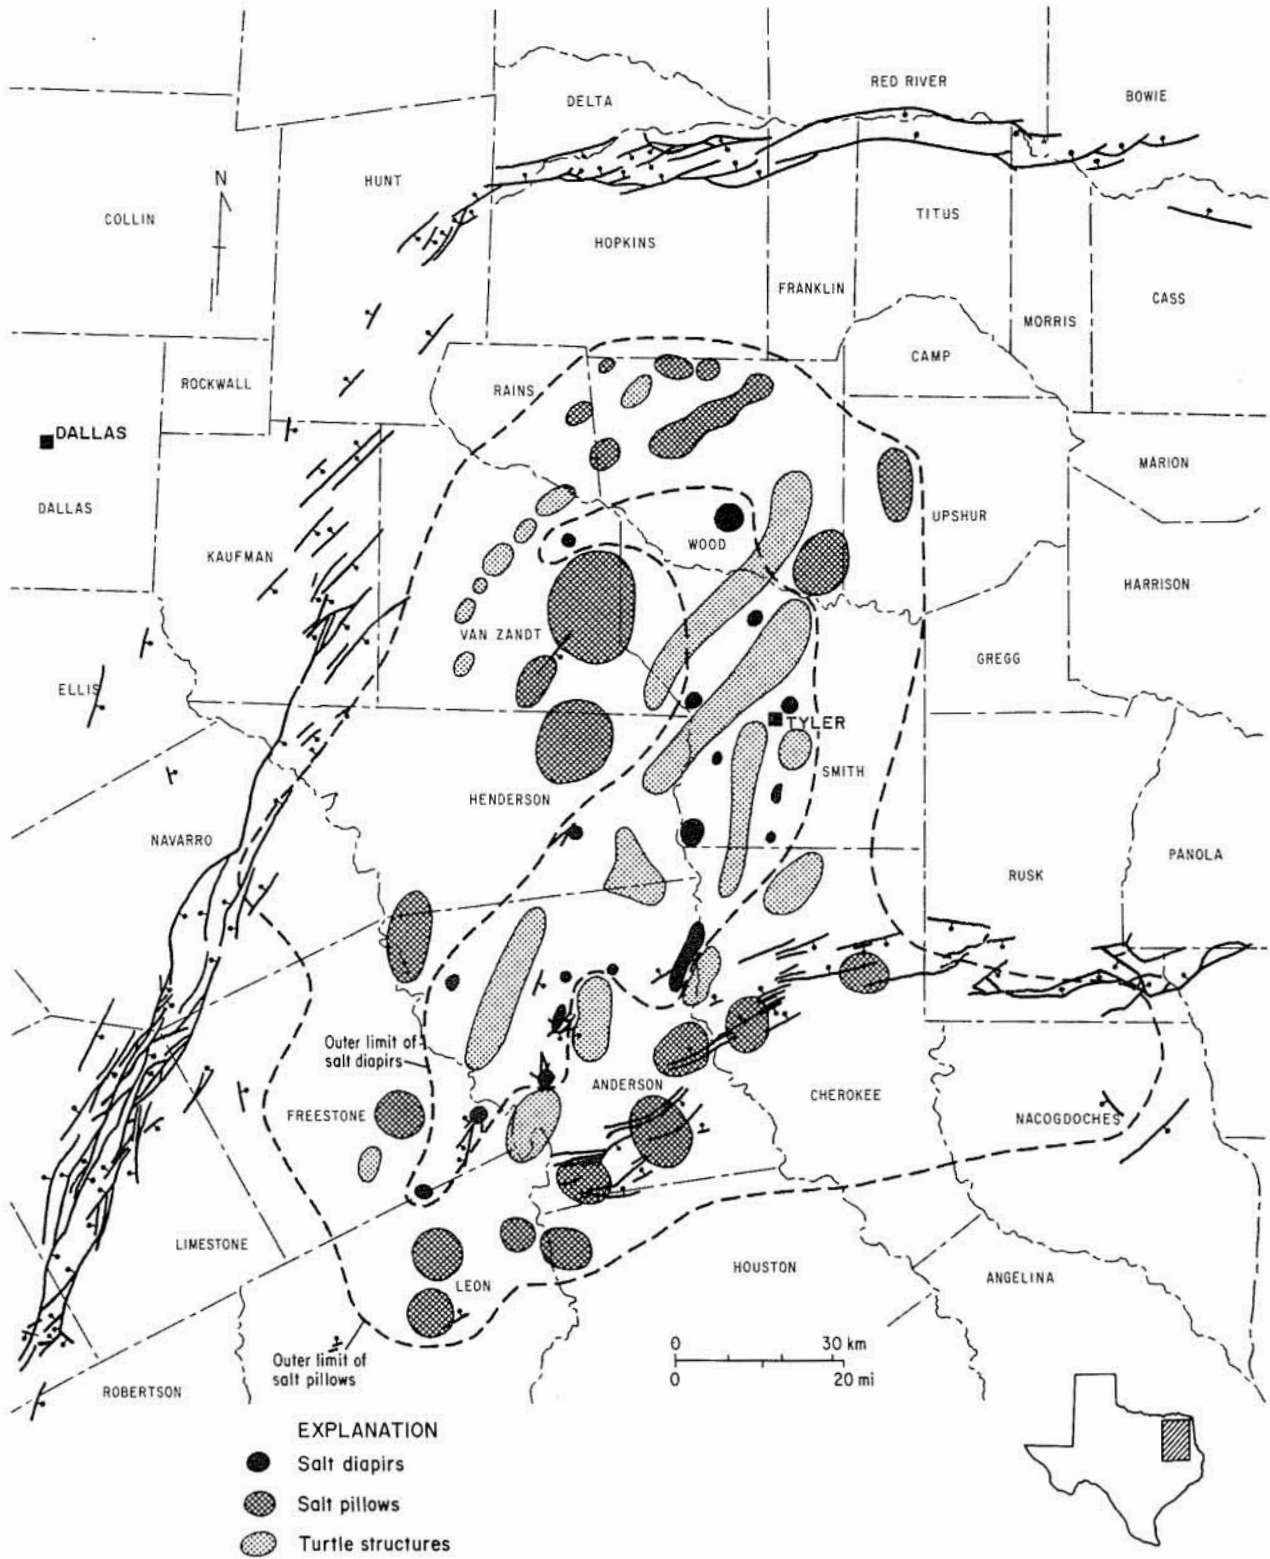 RED RIVER
DELTA
BOWIE
HUNT
N
COLLIN
TITUS
HOPKINS
FRANKLIN
CASS
MORRIS
CAMP
ROCKWALL
RAINS
DALLAS
MARION
DALLAS
UPSHUR
WOOD
KAUFMAN
HARRISON
VAN ZANDT
GREGG
ELLIS
TYLER
SMITH
HENDERSON
NAVARRO
PANOLA
RUSK
Outer limit of
salt diapirs
ANDERSON
CHEROKEE
FREESTONE
NACOGDOCHES
LIMESTONE
HOUSTON
ANGELINA
LEON
0 30 km
0 20 mi
Outer limit of
salt pillows
ROBERTSON
EXPLANATION
Salt diapirs
Salt pillows
Turtle structures